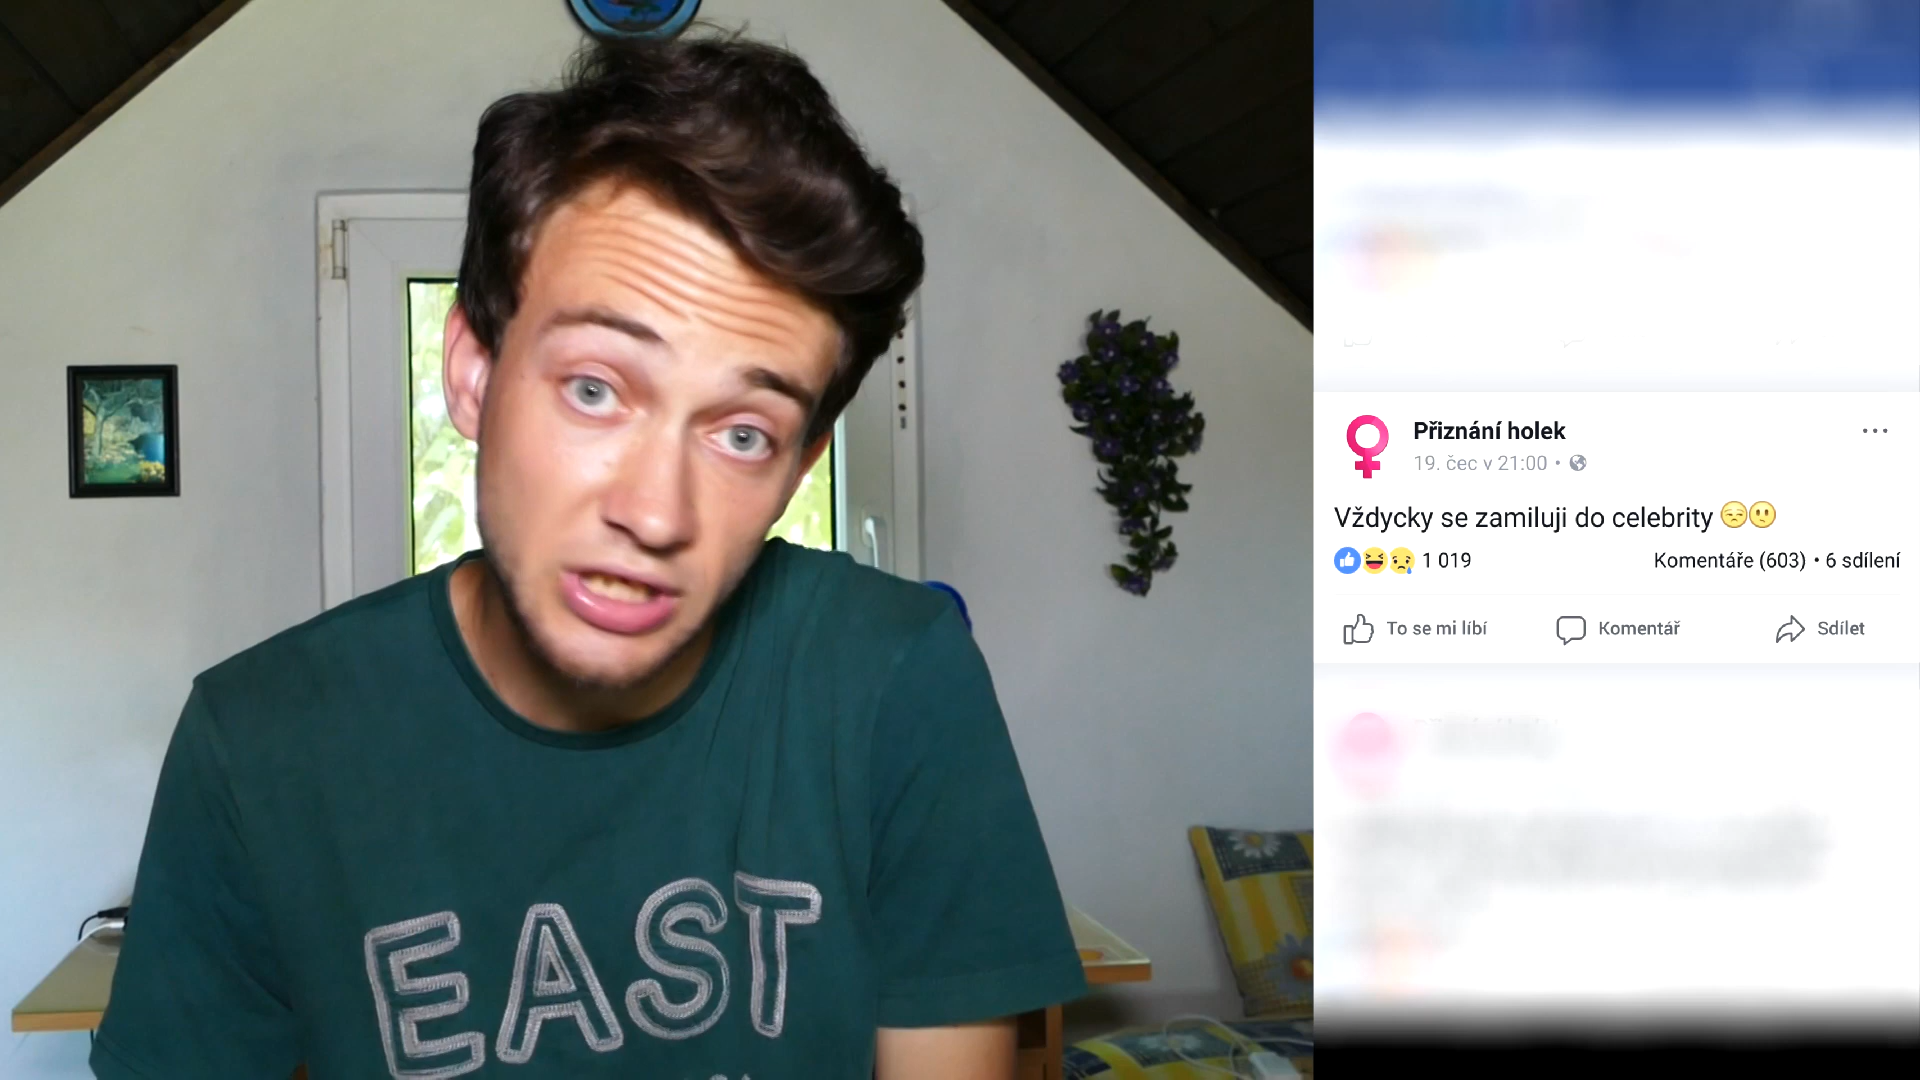 EAST
Přiznání holek
19. čec v 21:00 •
Vždycky se zamiluji do celebrity 😒🙄
1 019
Komentáře (603) • 6 sdílení
To se mi líbí
Komentář
Sdílet